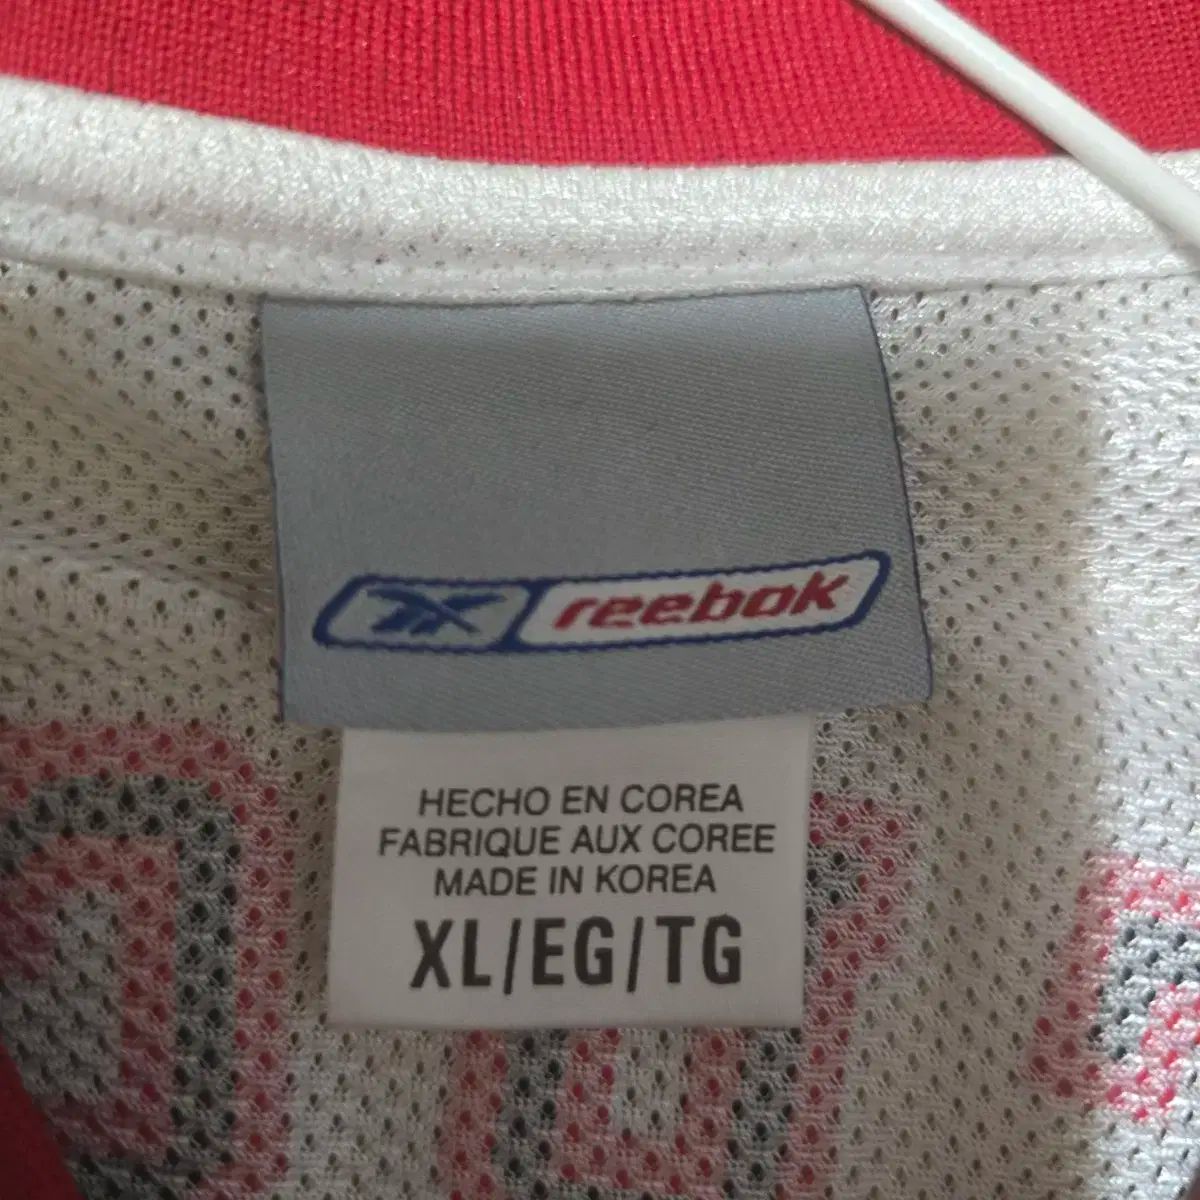 reebok
HECHO EN COREA
FABRIQUE AUX COREE
MADE IN KOREA
XL/EG/TG